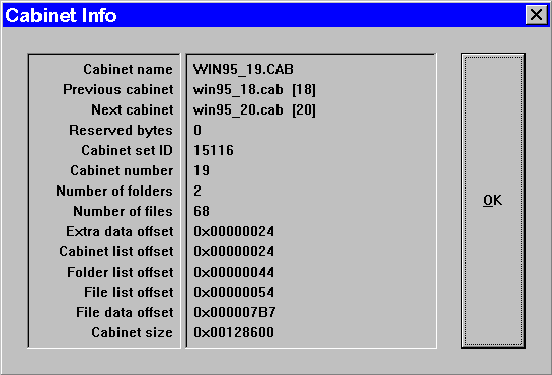 Cabinet Info
Cabinet name WIN95_19.CAB
Previous cabinet win95_18.cab [18]
Next cabinet win95_20.cab [20]
Reserved bytes 0
Cabinet set ID 15116
Cabinet number 19
Number of folders 2
Number of files 68
Extra data offset 0x00000024
Cabinet list offset 0x00000024
Folder list offset 0x00000044
File list offset 0x00000054
File data offset 0x000007B7
Cabinet size 0x00128600
OK